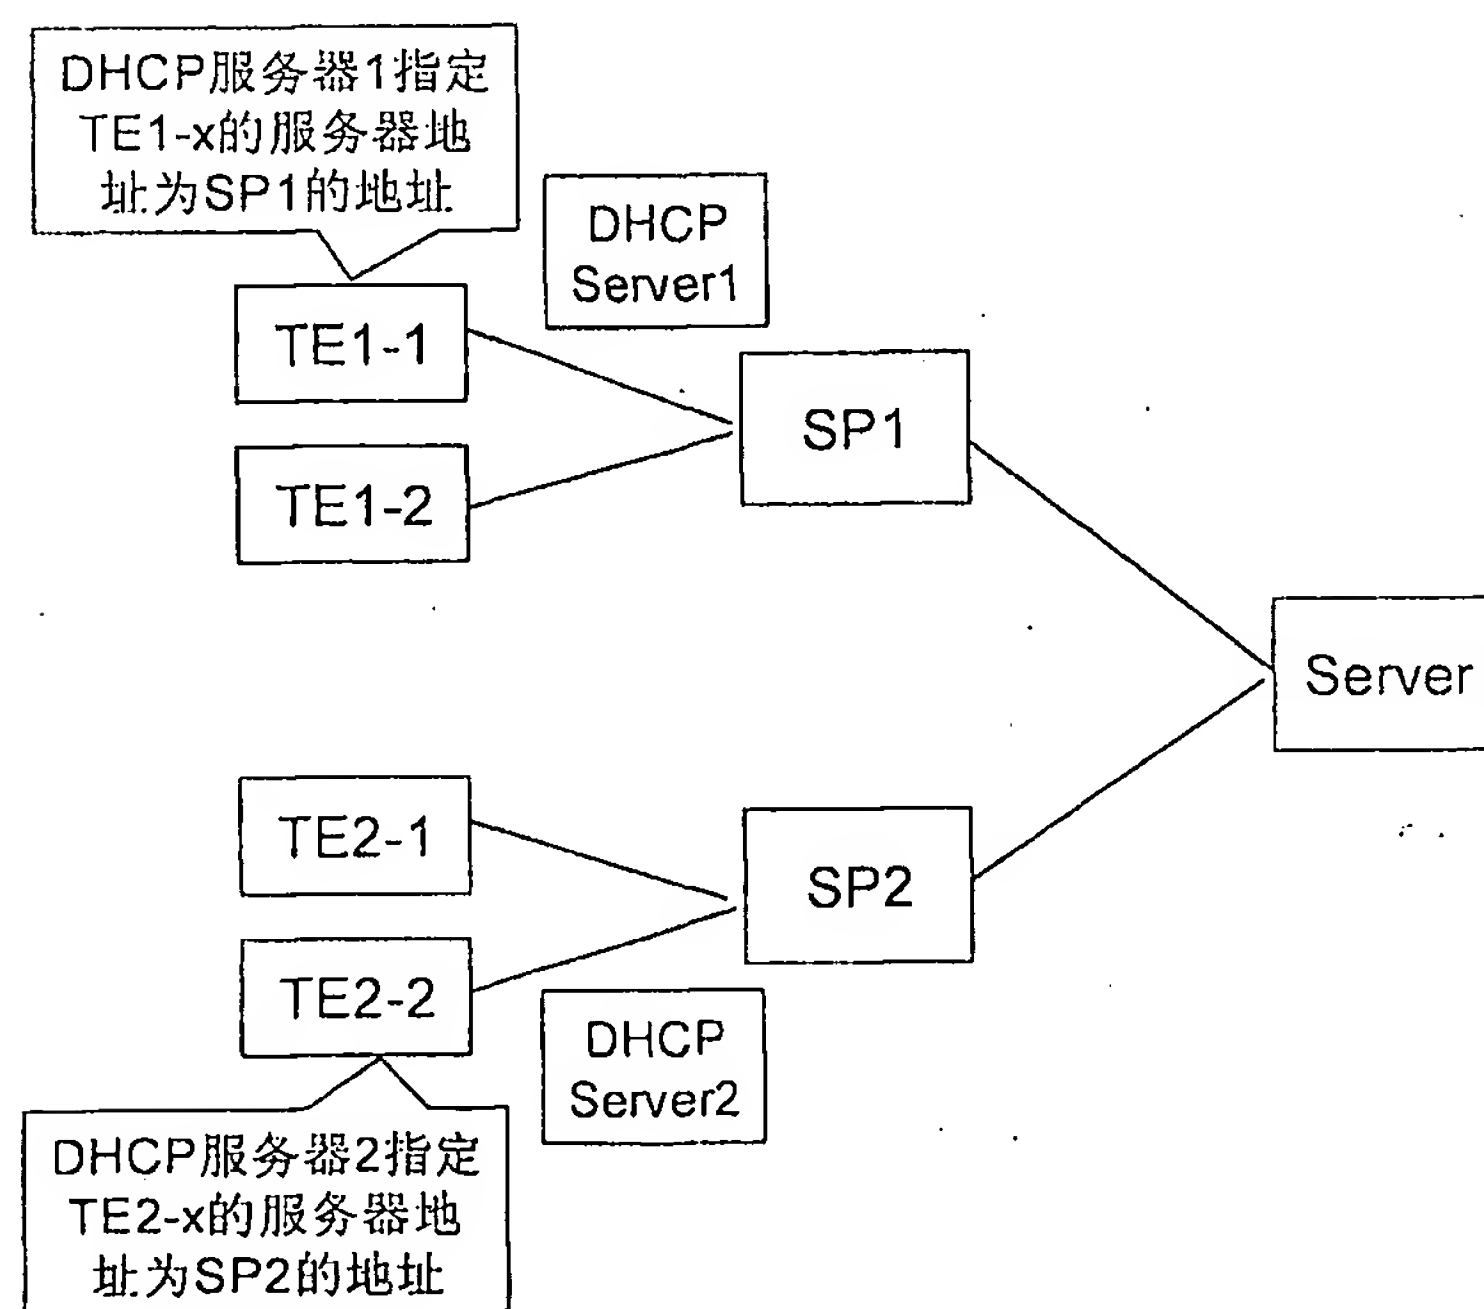 DHCP服务器1指定
TE1-x的服务器地
址为SP1的地址
DHCP
Server1
TE1-1
SP1
TE1-2
Server
TE2-1
SP2
TE2-2
DHCP
Server2
DHCP服务器2指定
TE2-x的服务器地
址为SP2的地址